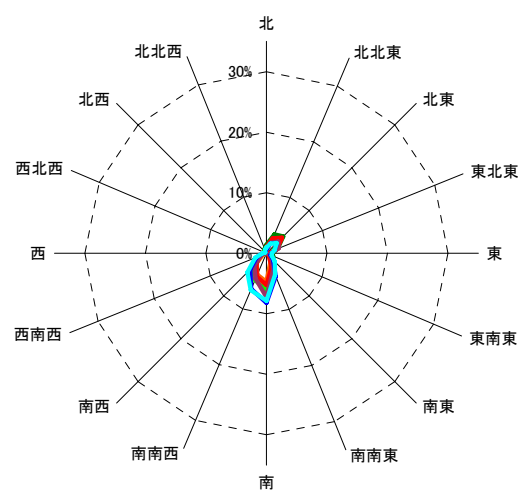 北
北北西
北北東
30%
北西
北東
20%
西北西
東北東
10%
西
0%
東
西南西
東南東
南西
南東
南南西
南南東
南